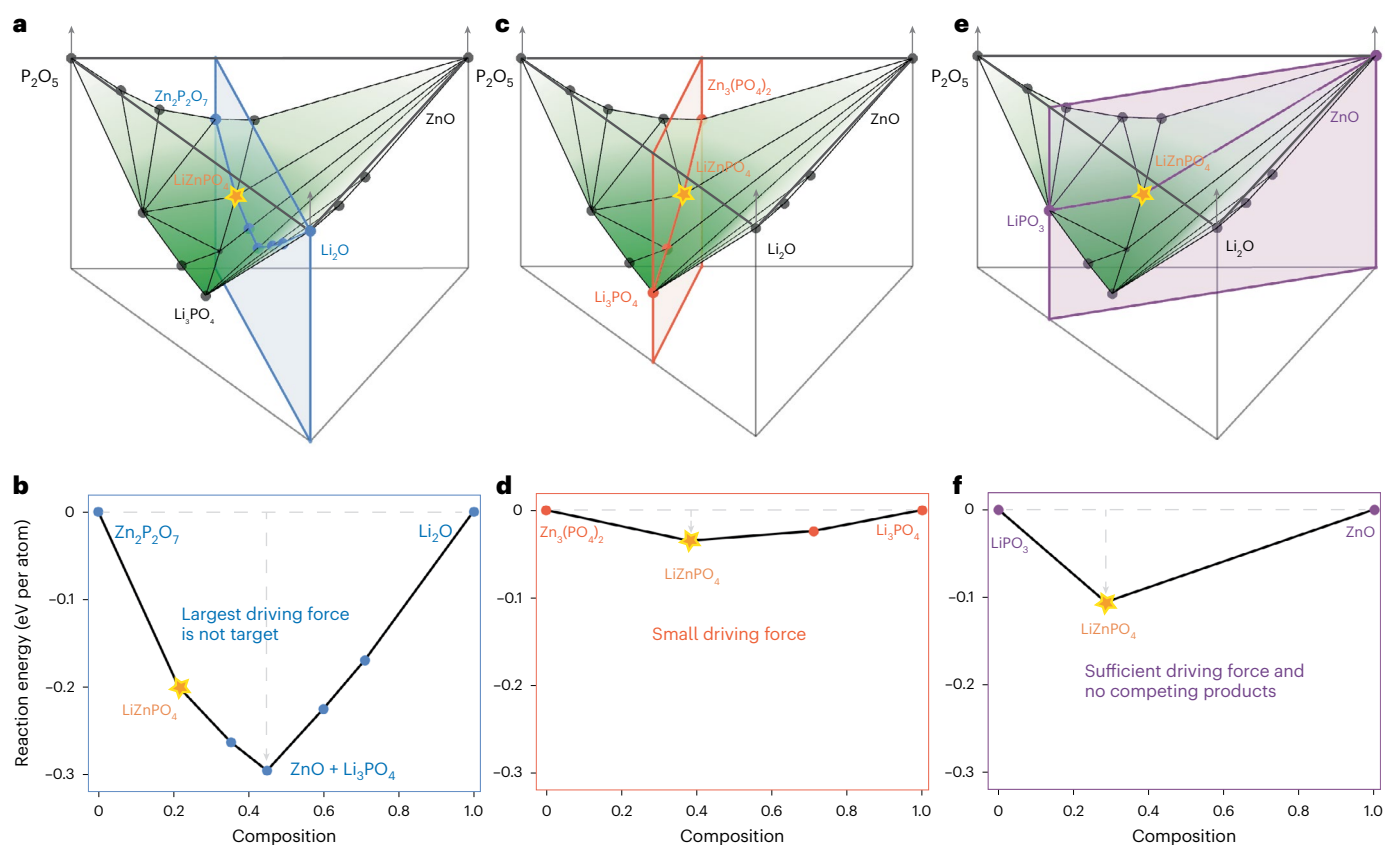 a
P₂O₅
Zn₂P₂O₇
ZnO
LiZnPO₄
Li₂O
Li₃PO₄
c
P₂O₅
Zn₃(PO₄)₂
ZnO
LiZnPO₄
Li₂O
Li₃PO₄
e
P₂O₅
ZnO
LiZnPO₄
LiPO₃
Li₂O
b
Reaction energy (eV per atom)
0
−0.1
−0.2
−0.3
Zn₂P₂O₇
Li₂O
Largest driving force
is not target
LiZnPO₄
ZnO + Li₃PO₄
0
0.2
0.4
0.6
0.8
1.0
Composition
d
0
−0.1
−0.2
−0.3
Zn₃(PO₄)₂
Li₃PO₄
LiZnPO₄
Small driving force
0
0.2
0.4
0.6
0.8
1.0
Composition
f
0
−0.1
−0.2
−0.3
LiPO₃
ZnO
LiZnPO₄
Sufficient driving force and
no competing products
0
0.2
0.4
0.6
0.8
1.0
Composition